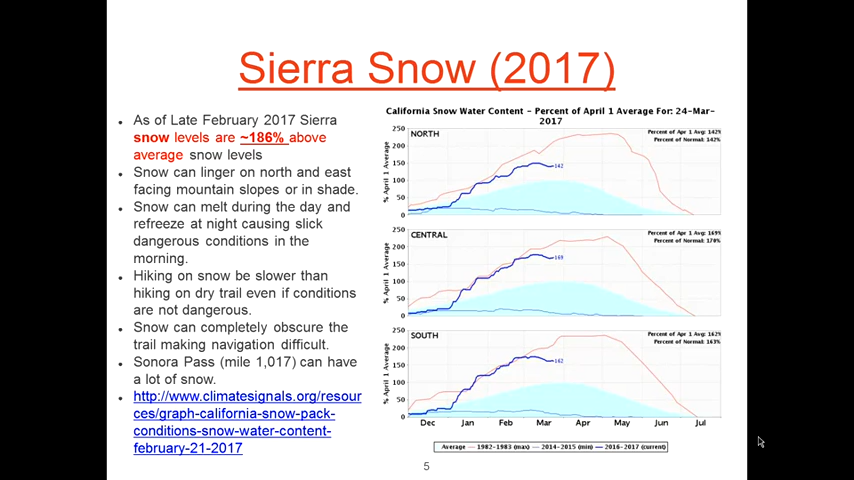 Sierra Snow (2017)
As of Late February 2017 Sierra
snow levels are ~186% above
average snow levels
Snow can linger on north and east
facing mountain slopes or in shade.
Snow can melt during the day and
refreeze at night causing slick
dangerous conditions in the
morning.
Hiking on snow be slower than
hiking on dry trail even if conditions
are not dangerous.
Snow can completely obscure the
trail making navigation difficult.
Sonora Pass (mile 1,017) can have
a lot of snow.
http://www.climatesignals.org/resour
ces/graph-california-snow-pack-
conditions-snow-water-content-
february-21-2017
California Snow Water Content - Percent of April 1 Average For: 24-Mar-
2017
NORTH
Percent of Apr 1 Avg: 142%
Percent of Normal: 142%
% April 1 Average
250
200
150
100
50
0
142
CENTRAL
Percent of Apr 1 Avg: 169%
Percent of Normal: 170%
% April 1 Average
250
200
150
100
50
0
169
SOUTH
Percent of Apr 1 Avg: 162%
Percent of Normal: 163%
% April 1 Average
250
200
150
100
50
0
162
Dec Jan Feb Mar Apr May Jun Jul
Average 1982-1983 (max) 2014-2015 (min) 2016-2017 (current)
5